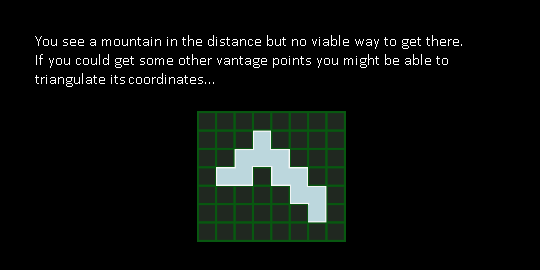 You see a mountain in the distance but no viable way to get there.
If you could get some other vantage points you might be able to
triangulate its coordinates...